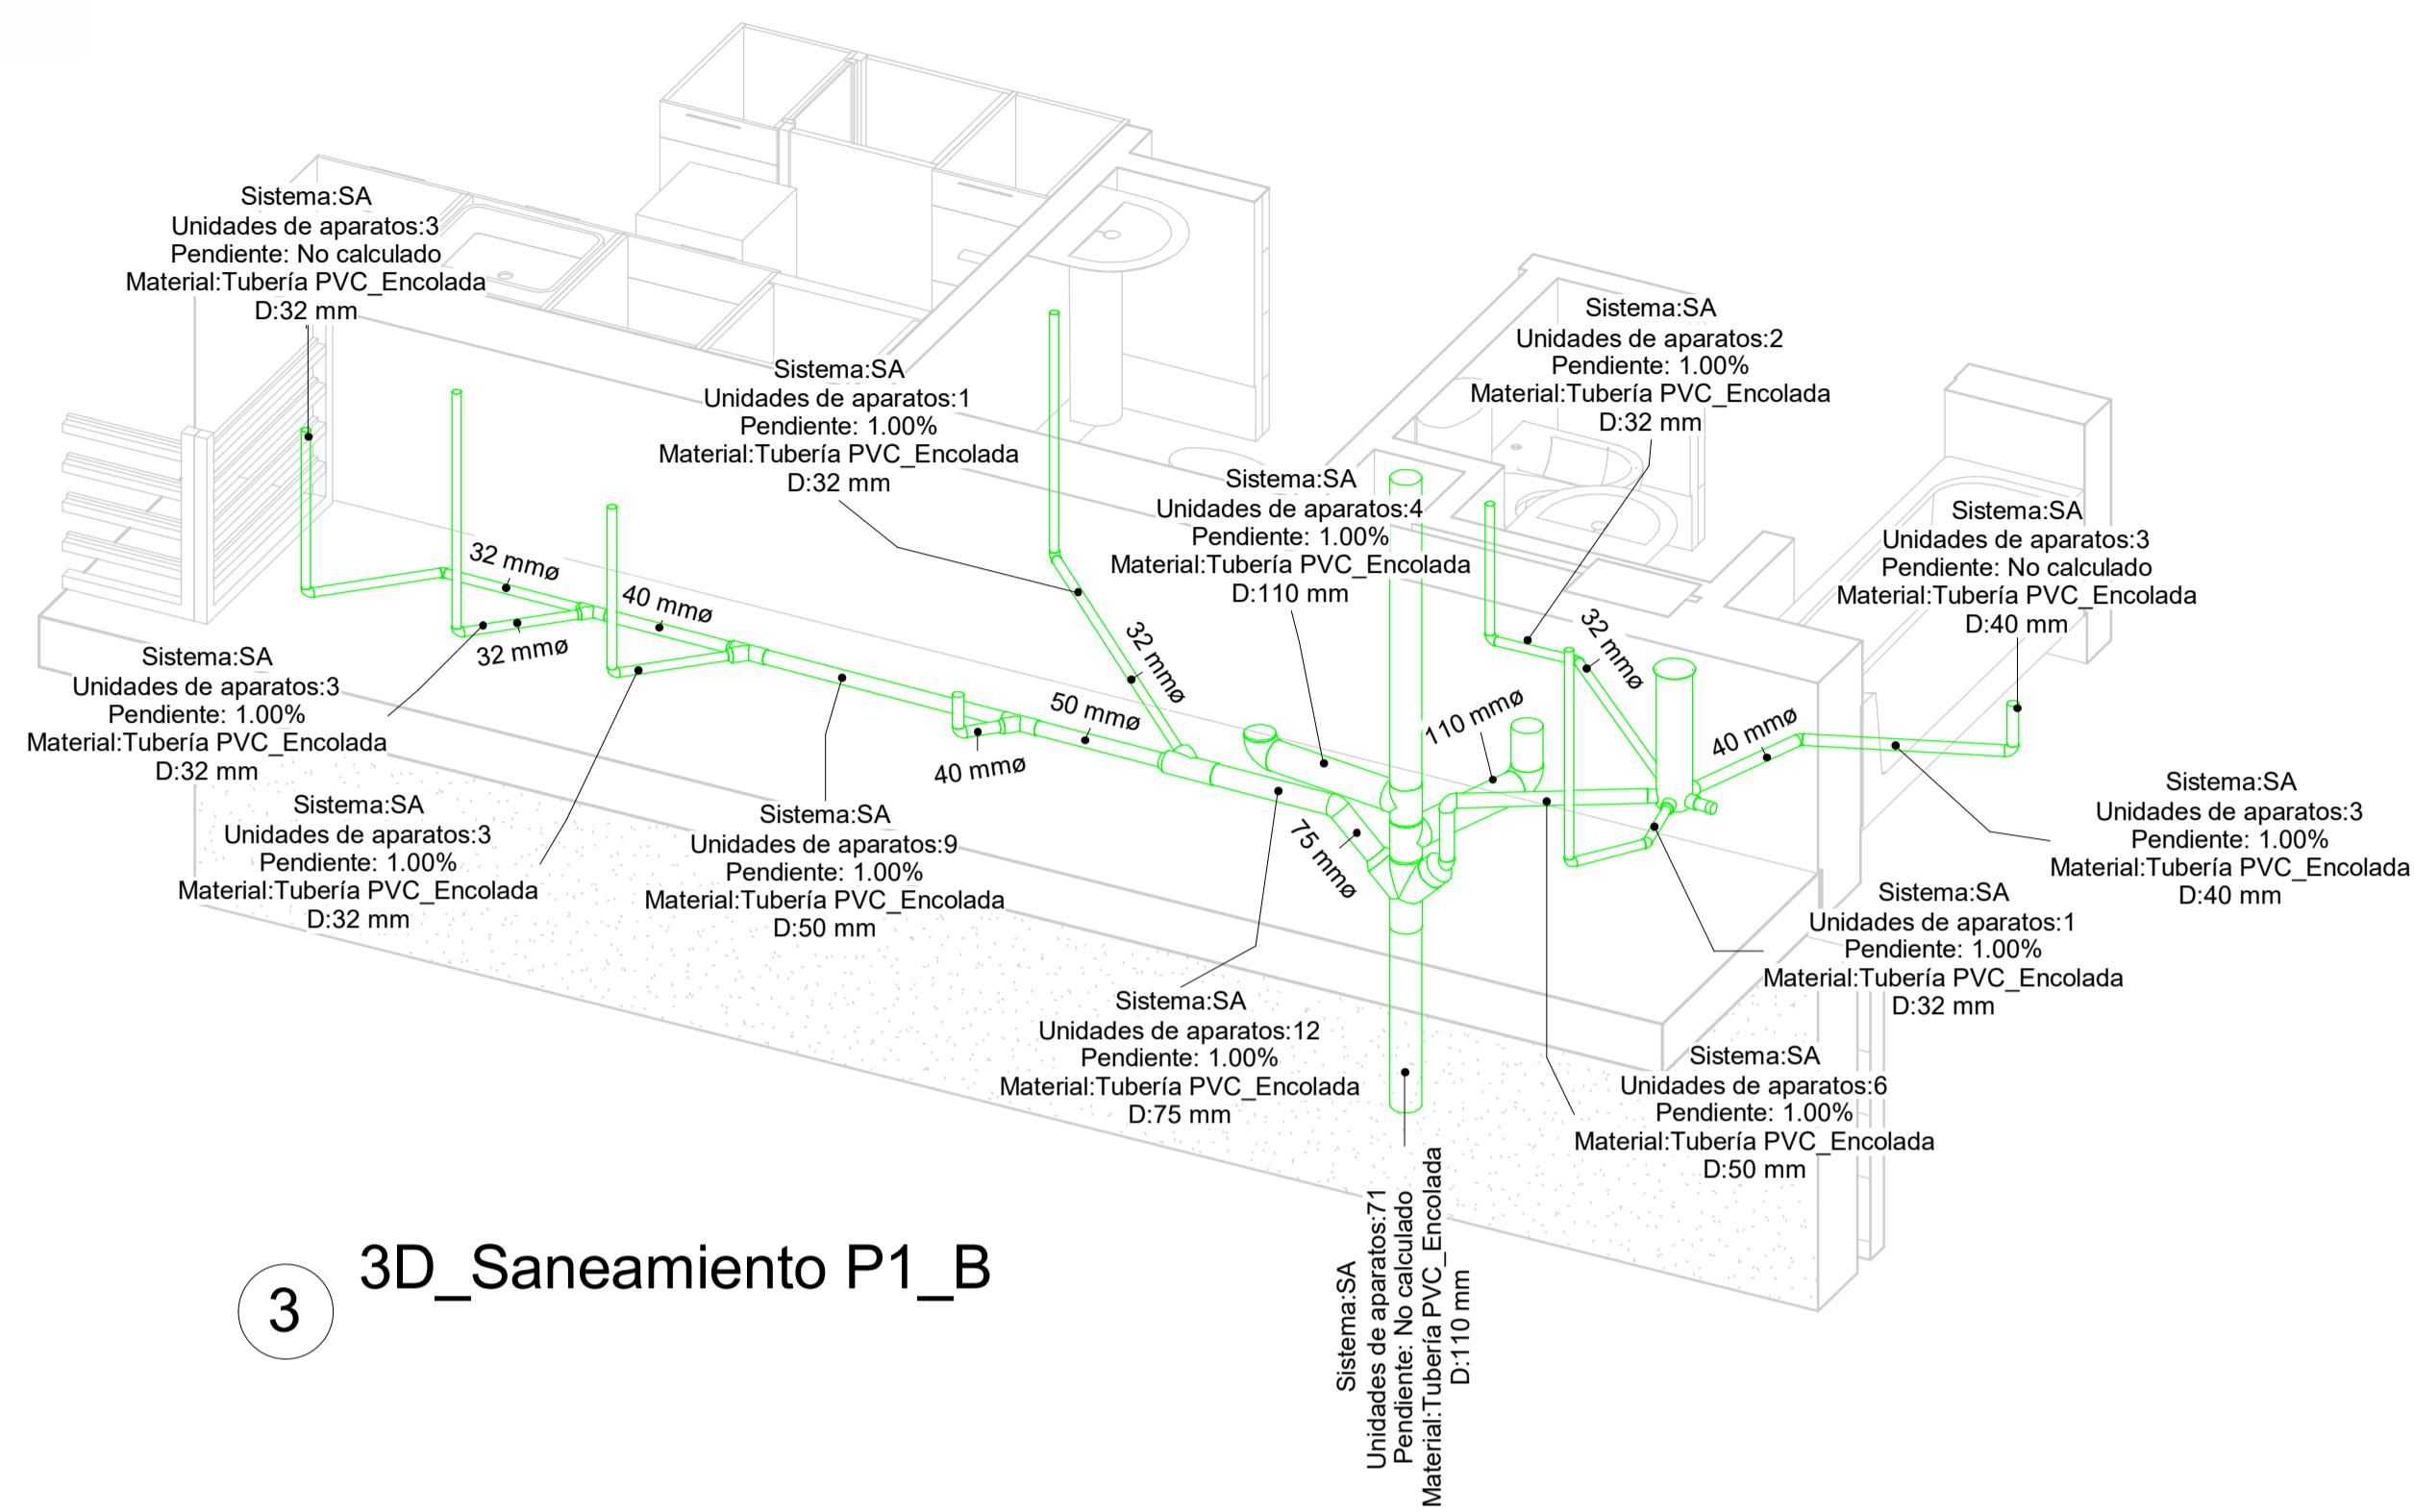 Sistema:SA
Unidades de aparatos:3
Pendiente: No calculado
Material:Tubería PVC_Encolada
D:32 mm
Sistema:SA
Unidades de aparatos:1
Pendiente: 1.00%
Material:Tubería PVC_Encolada
D:32 mm
Sistema:SA
Unidades de aparatos:4
Pendiente: 1.00%
Material:Tubería PVC_Encolada
D:110 mm
Sistema:SA
Unidades de aparatos:2
Pendiente: 1.00%
Material:Tubería PVC_Encolada
D:32 mm
Sistema:SA
Unidades de aparatos:3
Pendiente: No calculado
Material:Tubería PVC_Encolada
D:40 mm
32 mmø
40 mmø
32 mmø
32 mmø
50 mmø
40 mmø
75 mmø
110 mmø
32 mmø
40 mmø
Sistema:SA
Unidades de aparatos:3
Pendiente: 1.00%
Material:Tubería PVC_Encolada
D:32 mm
Sistema:SA
Unidades de aparatos:3
Pendiente: 1.00%
Material:Tubería PVC_Encolada
D:32 mm
Sistema:SA
Unidades de aparatos:9
Pendiente: 1.00%
Material:Tubería PVC_Encolada
D:50 mm
Sistema:SA
Unidades de aparatos:12
Pendiente: 1.00%
Material:Tubería PVC_Encolada
D:75 mm
Sistema:SA
Unidades de aparatos:3
Pendiente: 1.00%
Material:Tubería PVC_Encolada
D:40 mm
Sistema:SA
Unidades de aparatos:1
Pendiente: 1.00%
Material:Tubería PVC_Encolada
D:32 mm
Sistema:SA
Unidades de aparatos:6
Pendiente: 1.00%
Material:Tubería PVC_Encolada
D:50 mm
Sistema:SA
Unidades de aparatos:71
Pendiente: No calculado
Material:Tubería PVC_Encolada
D:110 mm
3
3D_Saneamiento P1_B